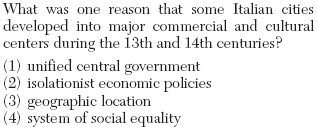 What was one reason that some Italian cities
developed into major commercial and cultural
centers during the 13th and 14th centuries?
(1) unified central government
(2) isolationist economic policies
(3) geographic location
(4) system of social equality